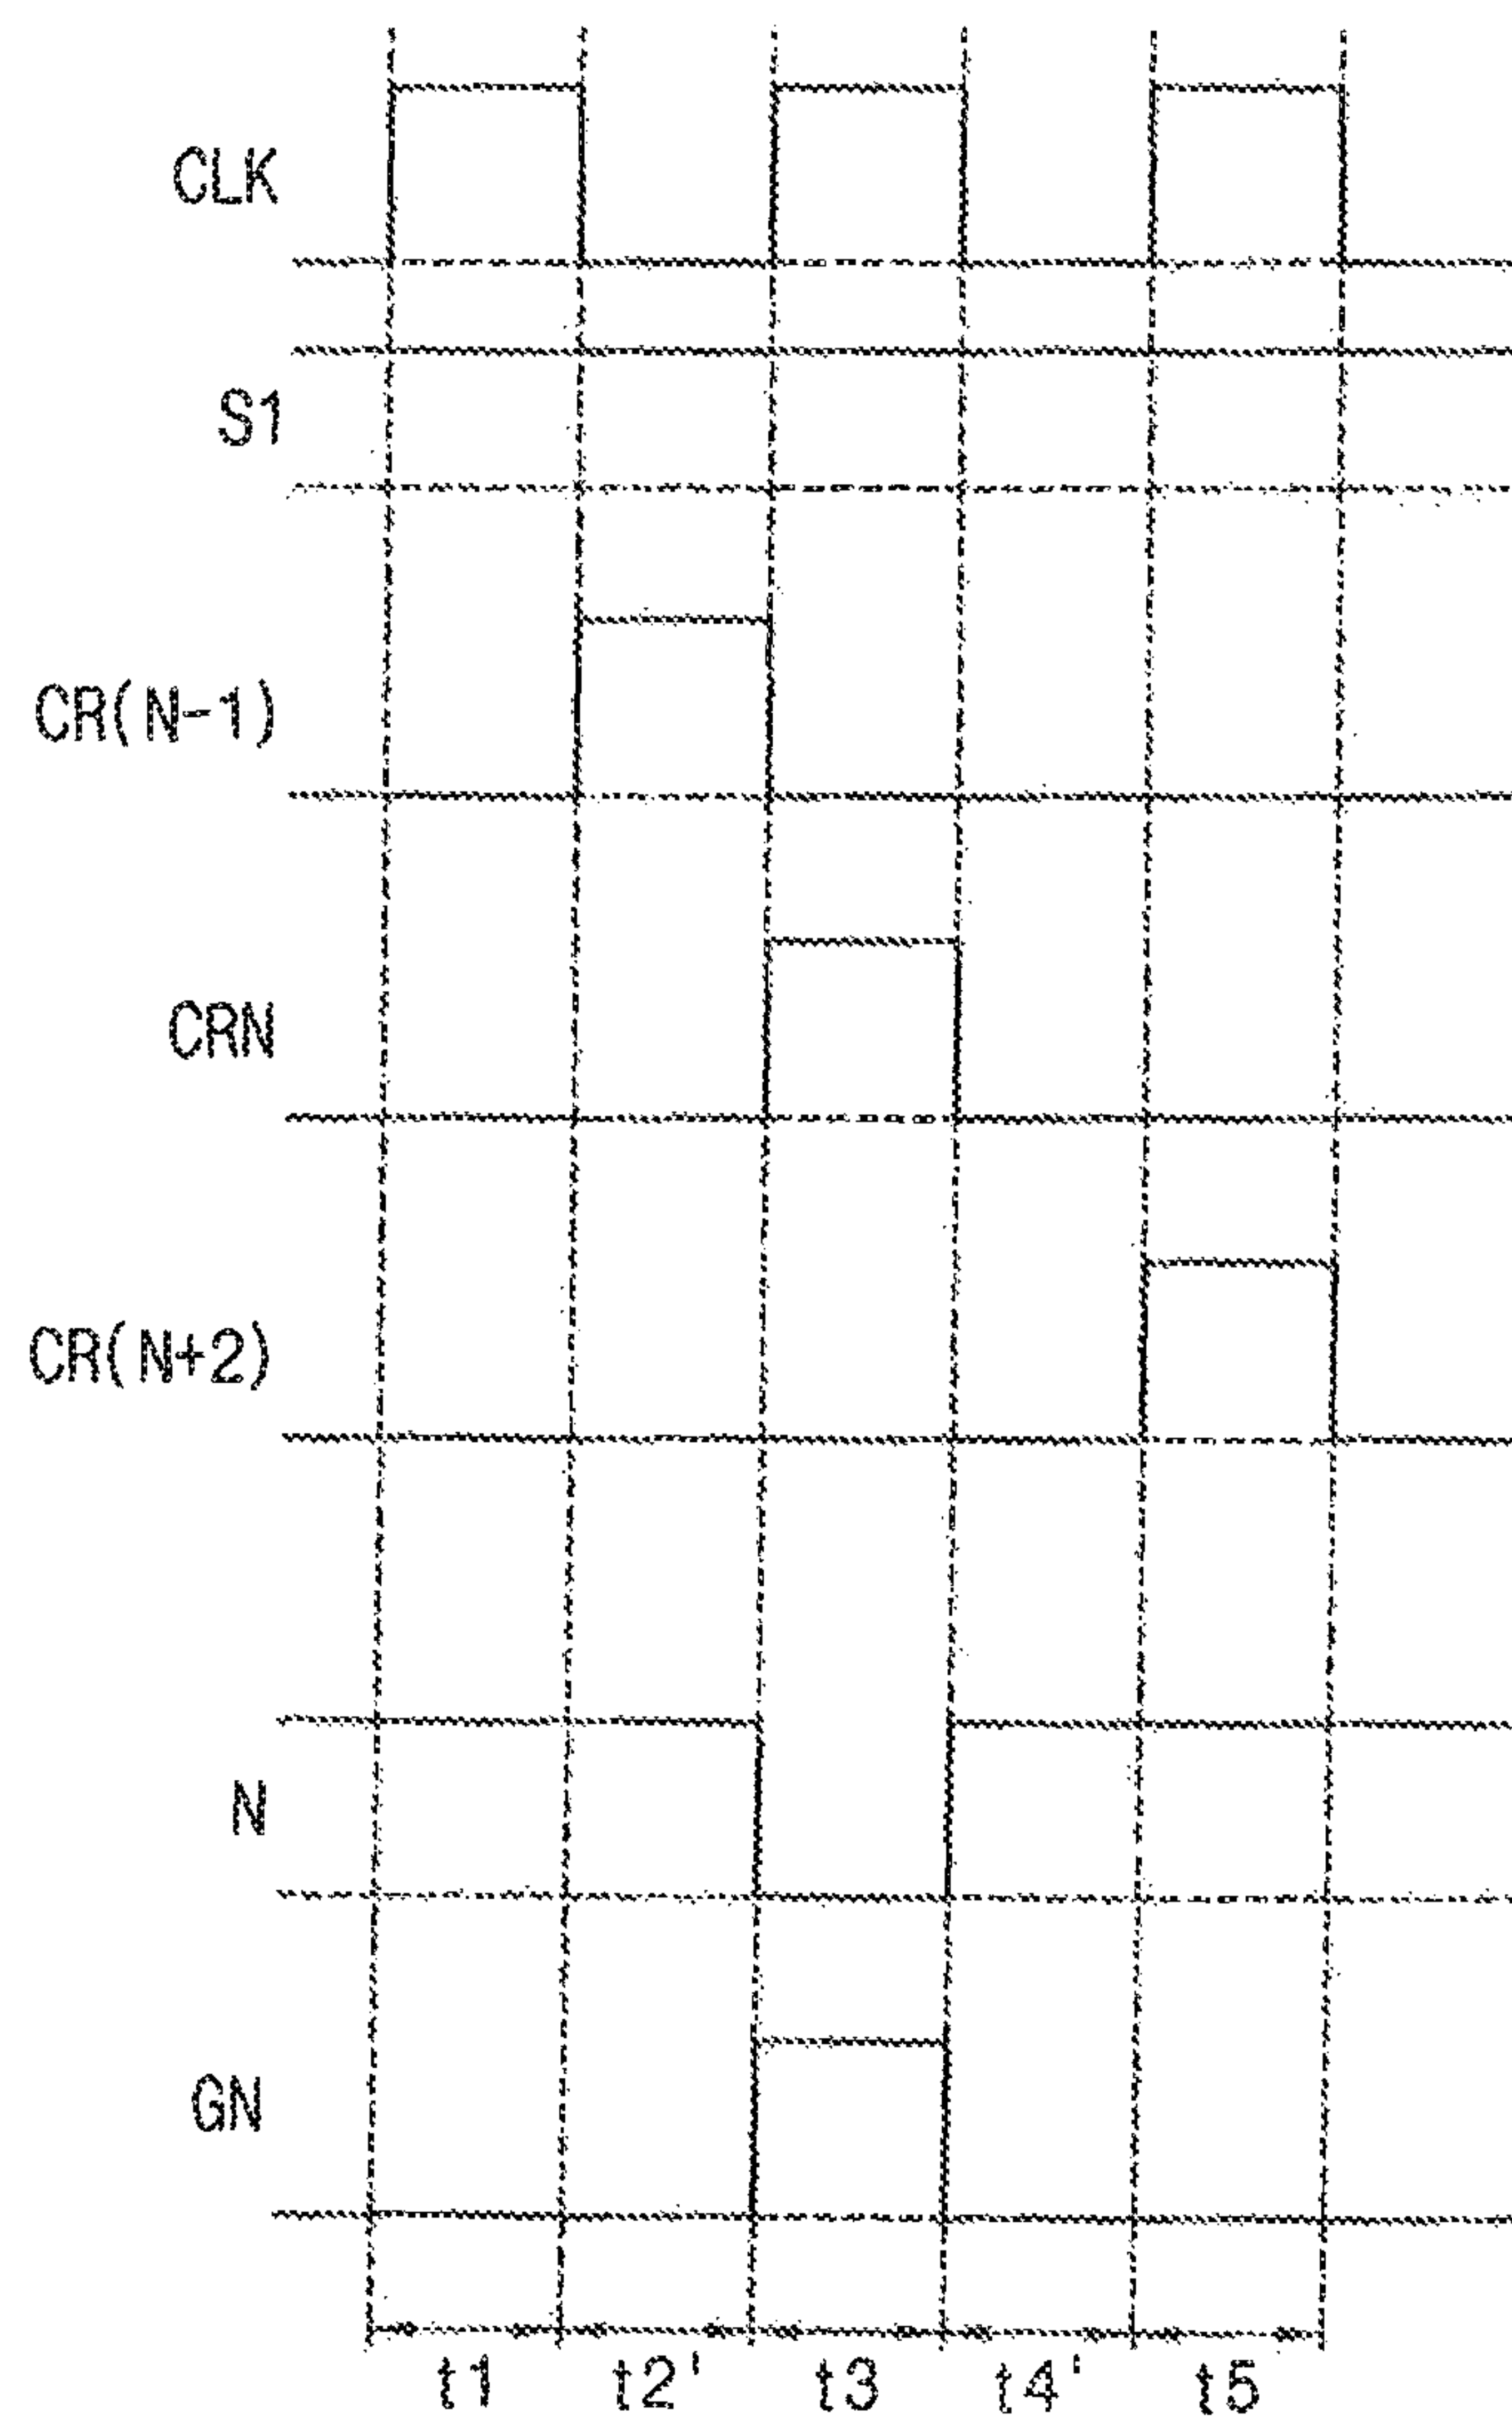 CLK
S1
CR(N-1)
CRN
CR(N+2)
N
GN
t1 t2' t3 t4' t5